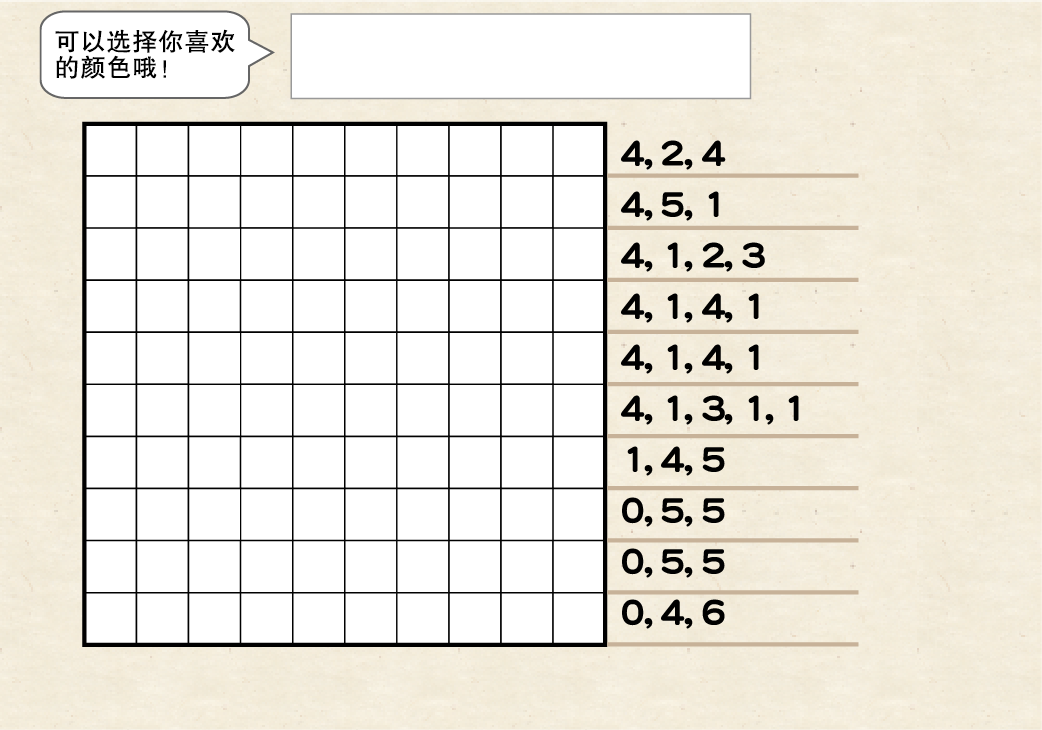 可以选择你喜欢
的颜色哦！
4, 2, 4
4, 5, 1
4, 1, 2, 3
4, 1, 4, 1
4, 1, 4, 1
4, 1, 3, 1, 1
1, 4, 5
0, 5, 5
0, 5, 5
0, 4, 6